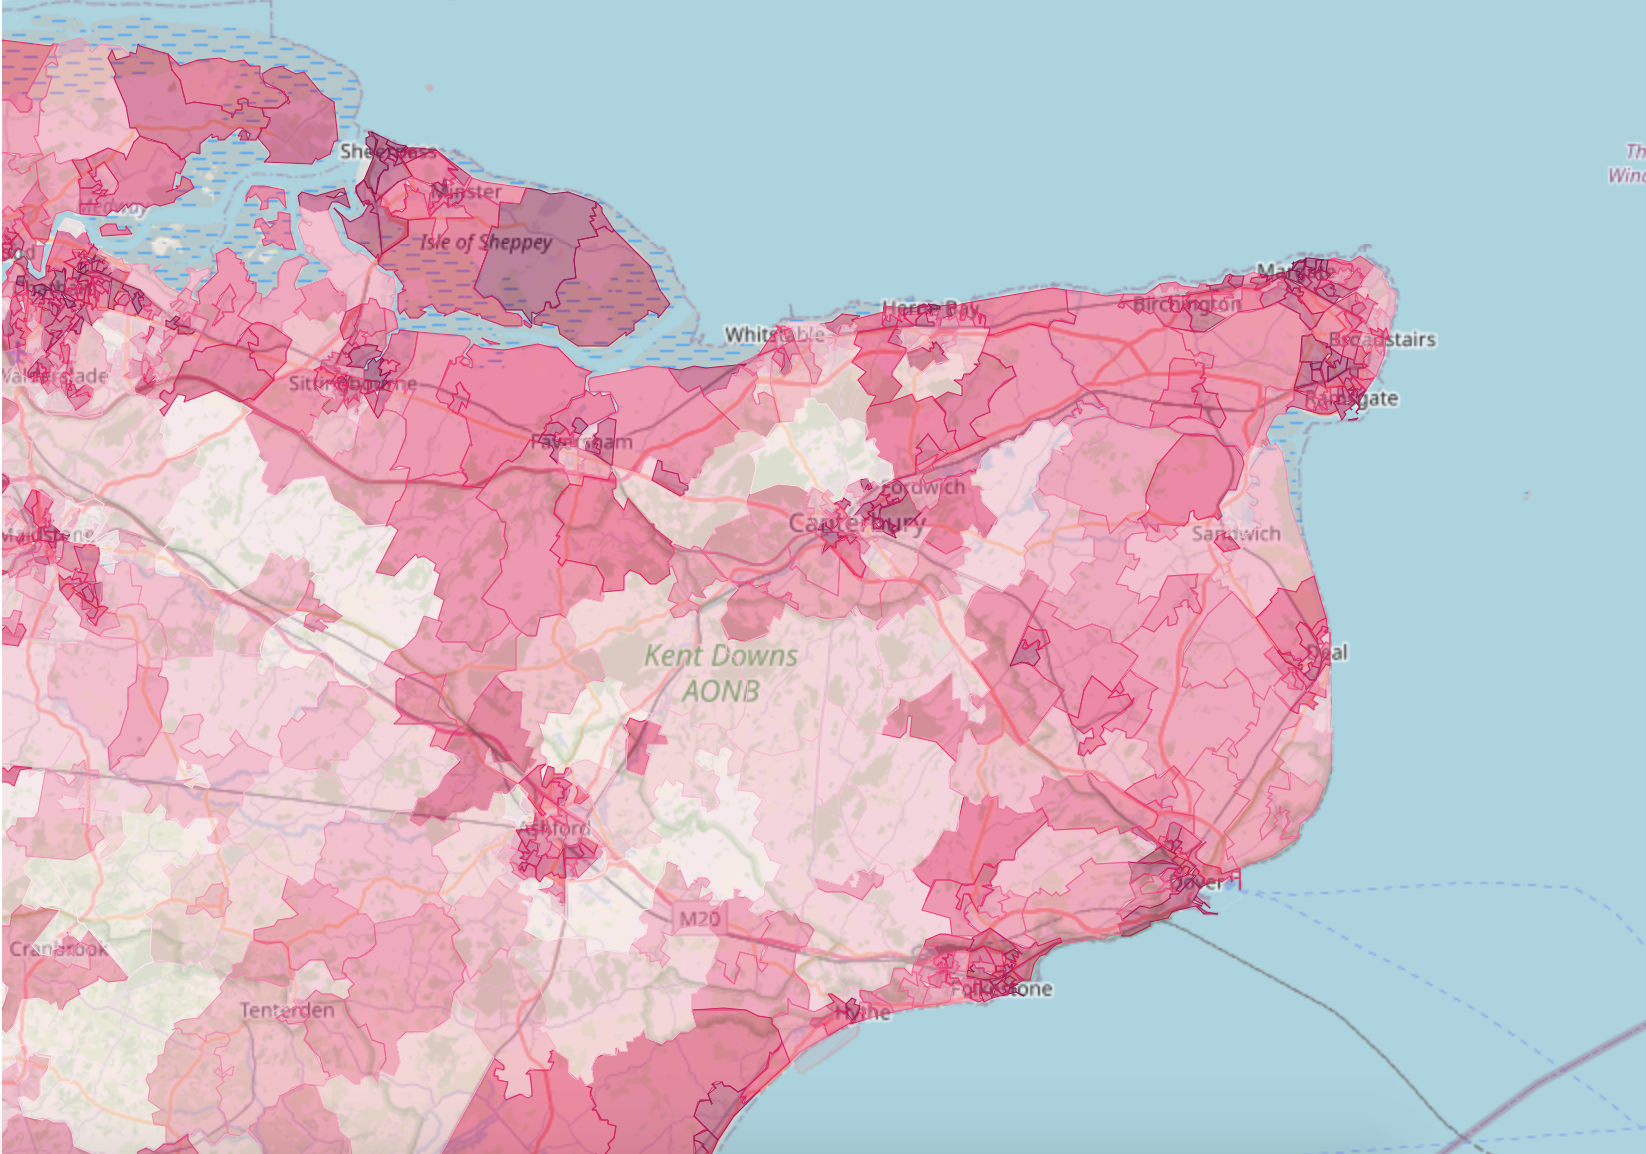 Sheerness
Th
Wind
Minster
Medway
Isle of Sheppey
Margate
Herne Bay
Birchington
Whitstable
Broadstairs
Sittingbourne
Ramsgate
Faversham
Fordwich
Canterbury
Maidstone
Sandwich
Kent Downs
AONB
Deal
Ashford
Dover
M20
Cranbrook
Folkestone
Tenterden
Hythe